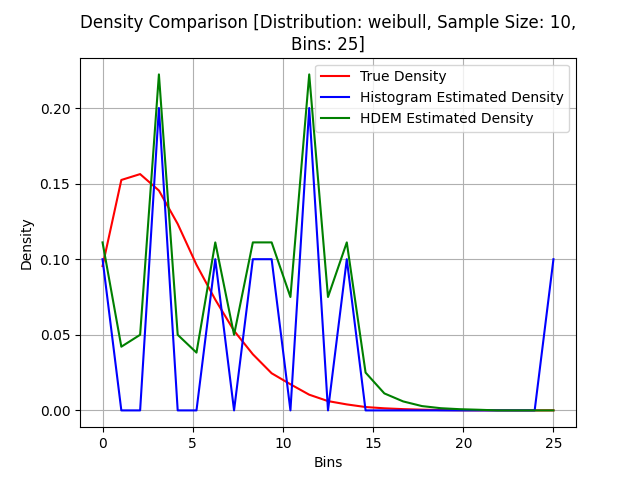 Density Comparison [Distribution: weibull, Sample Size: 10,
Bins: 25]
True Density
Histogram Estimated Density
HDEM Estimated Density
Density
0.20
0.15
0.10
0.05
0.00
0
5
10
15
20
25
Bins